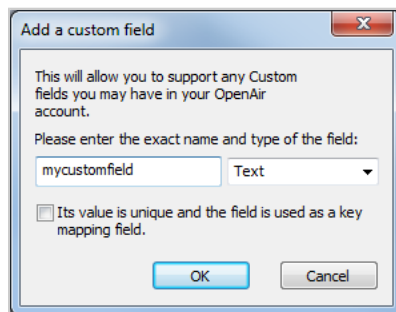 Add a custom field
This will allow you to support any Custom
fields you may have in your OpenAir
account.
Please enter the exact name and type of the field:
mycustomfield Text
Its value is unique and the field is used as a key
mapping field.
OK Cancel